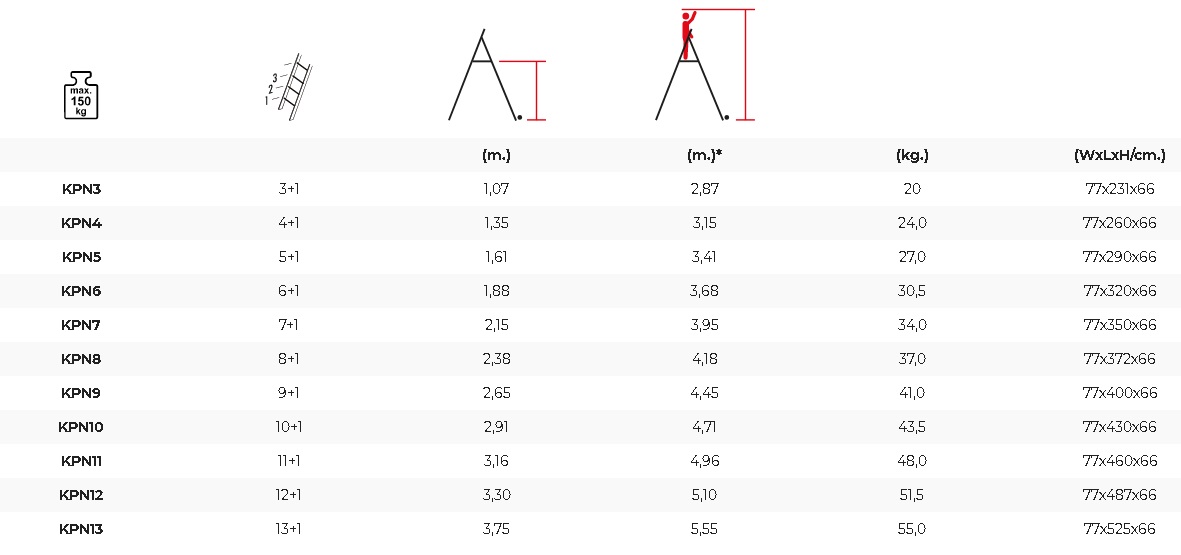 max.
150
kg
3
2
1
(m.) (m.)* (kg.) (WxLxH/cm.)
KPN3 3+1 1,07 2,87 20 77x231x66
KPN4 4+1 1,35 3,15 24,0 77x260x66
KPN5 5+1 1,61 3,41 27,0 77x290x66
KPN6 6+1 1,88 3,68 30,5 77x320x66
KPN7 7+1 2,15 3,95 34,0 77x350x66
KPN8 8+1 2,38 4,18 37,0 77x372x66
KPN9 9+1 2,65 4,45 41,0 77x400x66
KPN10 10+1 2,91 4,71 43,5 77x430x66
KPN11 11+1 3,16 4,96 48,0 77x460x66
KPN12 12+1 3,30 5,10 51,5 77x487x66
KPN13 13+1 3,75 5,55 55,0 77x525x66